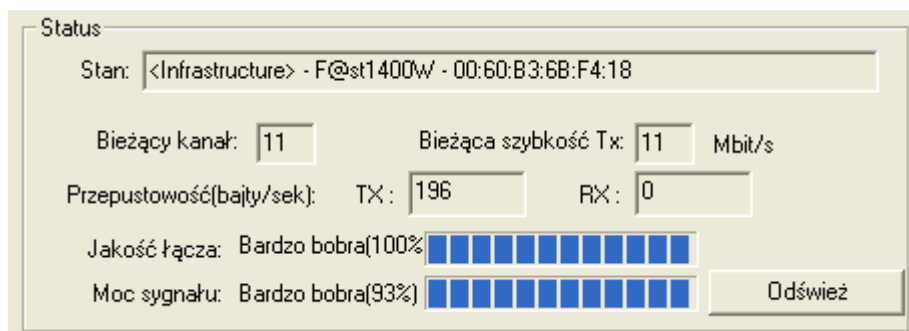 Status
Stan: <Infrastructure> - F@st1400W - 00:60:B3:6B:F4:18
Bieżący kanał: 11 Bieżąca szybkość Tx: 11 Mbit/s
Przepustowość(bajty/sek): TX : 196 RX : 0
Jakość łącza: Bardzo bobra(100%
Moc sygnału: Bardzo bobra(93%) Odśwież